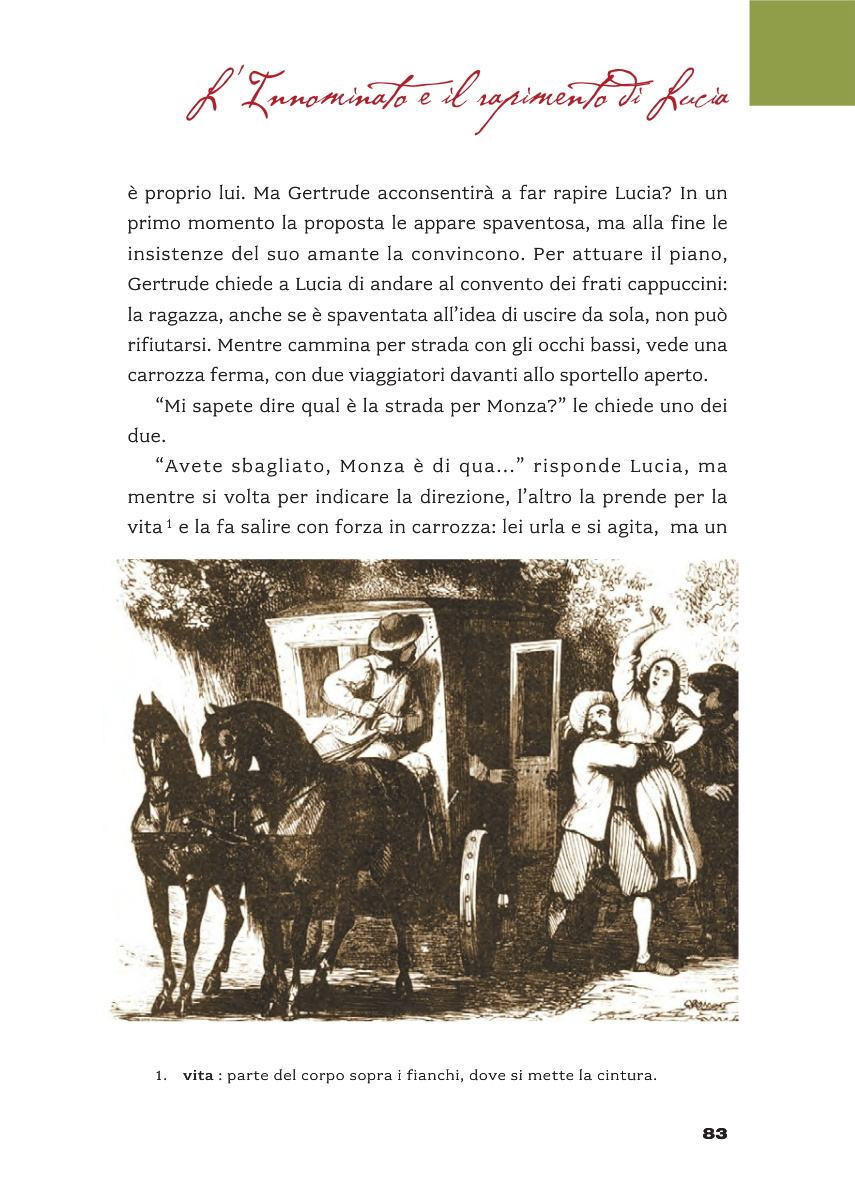 L'Innominato e il rapimento di Lucia
è proprio lui. Ma Gertrude acconsentirà a far rapire Lucia? In un
primo momento la proposta le appare spaventosa, ma alla fine le
insistenze del suo amante la convincono. Per attuare il piano,
Gertrude chiede a Lucia di andare al convento dei frati cappuccini:
la ragazza, anche se è spaventata all'idea di uscire da sola, non può
rifiutarsi. Mentre cammina per strada con gli occhi bassi, vede una
carrozza ferma, con due viaggiatori davanti allo sportello aperto.
“Mi sapete dire qual è la strada per Monza?” le chiede uno dei
due.
“Avete sbagliato, Monza è di qua...” risponde Lucia, ma
mentre si volta per indicare la direzione, l'altro la prende per la
vita 1 e la fa salire con forza in carrozza: lei urla e si agita, ma un
1. vita : parte del corpo sopra i fianchi, dove si mette la cintura.
83